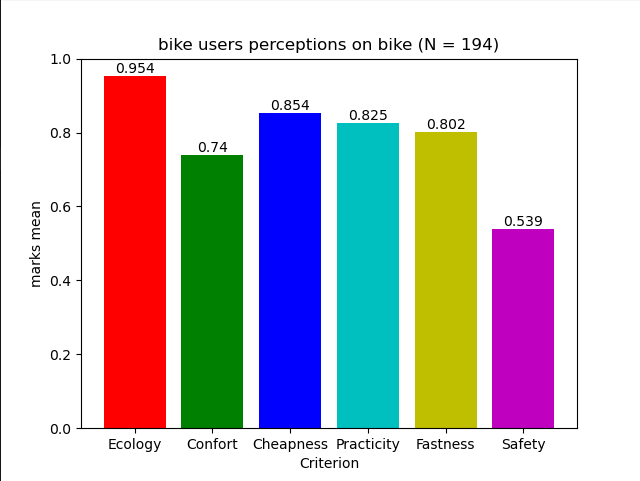 bike users perceptions on bike (N = 194)
1.0
0.8
0.6
0.4
0.2
0.0
marks mean
0.954
0.74
0.854
0.825
0.802
0.539
Ecology
Confort
Cheapness
Practicity
Fastness
Safety
Criterion